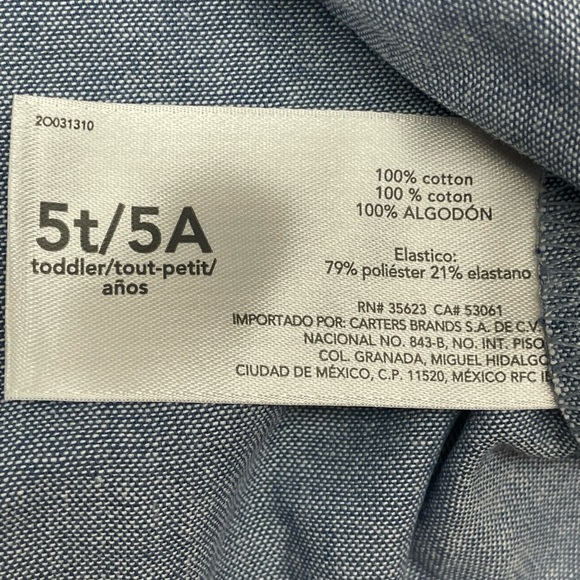 2O031310
5t/5A
toddler/tout-petit/
años
100% cotton
100 % coton
100% ALGODÓN
Elastico:
79% poliéster 21% elastano
RN# 35623 CA# 53061
IMPORTADO POR: CARTERS BRANDS S.A. DE C.V.
NACIONAL NO. 843-B, NO. INT. PISO
COL. GRANADA, MIGUEL HIDALGO
CIUDAD DE MÉXICO, C.P. 11520, MÉXICO RFC